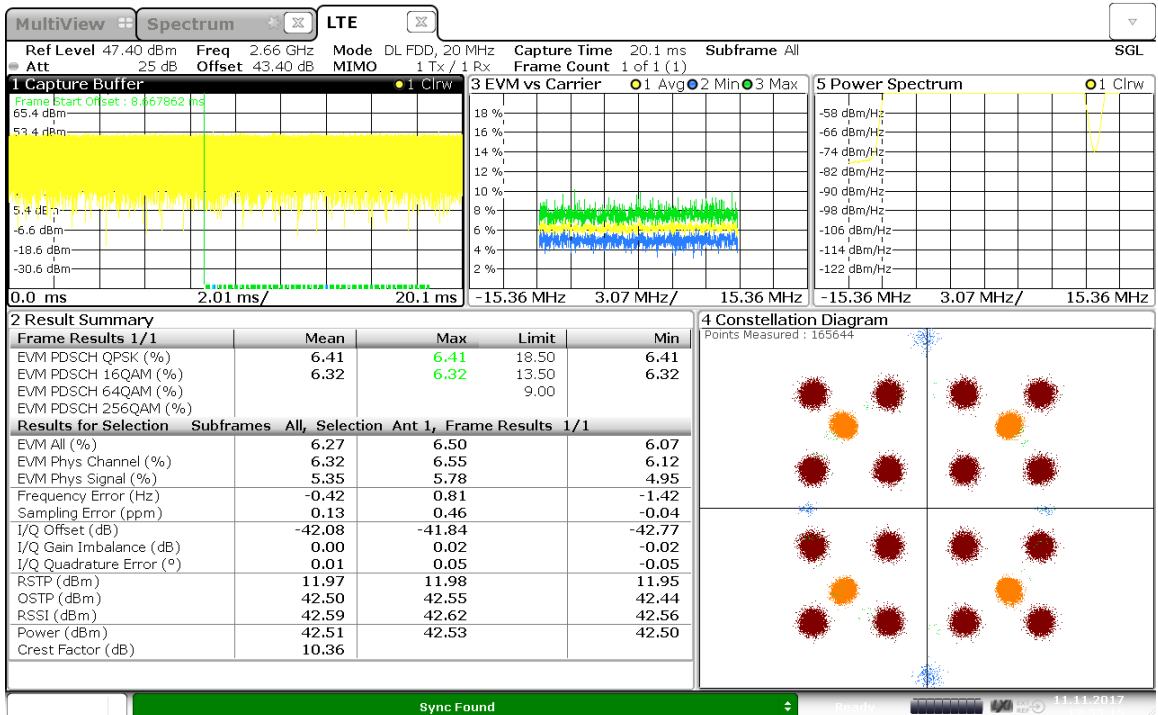 MultiView Spectrum LTE
Ref Level 47.40 dBm Freq 2.66 GHz Mode DL FDD, 20 MHz Capture Time 20.1 ms Subframe All SGL
Att 25 dB Offset 43.40 dB MIMO 1 Tx / 1 Rx Frame Count 1 of 1 (1)
1 Capture Buffer 1 Clrw
Frame Start Offset : 8.667862 ms
65.4 dBm
53.4 dBm
5.4 dBm
-6.6 dBm
-18.6 dBm
-30.6 dBm
0.0 ms 2.01 ms/ 20.1 ms
3 EVM vs Carrier 1 Avg 2 Min 3 Max
18 %
16 %
14 %
12 %
10 %
8 %
6 %
4 %
2 %
-15.36 MHz 3.07 MHz/ 15.36 MHz
5 Power Spectrum 1 Clrw
-58 dBm/Hz
-66 dBm/Hz
-74 dBm/Hz
-82 dBm/Hz
-90 dBm/Hz
-98 dBm/Hz
-106 dBm/Hz
-114 dBm/Hz
-122 dBm/Hz
-15.36 MHz 3.07 MHz/ 15.36 MHz
2 Result Summary
Frame Results 1/1 Mean Max Limit Min
EVM PDSCH QPSK (%) 6.41 6.41 18.50 6.41
EVM PDSCH 16QAM (%) 6.32 6.32 13.50 6.32
EVM PDSCH 64QAM (%) 9.00
EVM PDSCH 256QAM (%)
Results for Selection Subframes All, Selection Ant 1, Frame Results 1/1
EVM All (%) 6.27 6.50 6.07
EVM Phys Channel (%) 6.32 6.55 6.12
EVM Phys Signal (%) 5.35 5.78 4.95
Frequency Error (Hz) -0.42 0.81 -1.42
Sampling Error (ppm) 0.13 0.46 -0.04
I/Q Offset (dB) -42.08 -41.84 -42.77
I/Q Gain Imbalance (dB) 0.00 0.02 -0.02
I/Q Quadrature Error (°) 0.01 0.05 -0.05
RSTP (dBm) 11.97 11.98 11.95
OSTP (dBm) 42.50 42.55 42.44
RSSI (dBm) 42.59 42.62 42.56
Power (dBm) 42.51 42.53 42.50
Crest Factor (dB) 10.36
4 Constellation Diagram
Points Measured : 165644
Sync Found Ready 11.11.2017